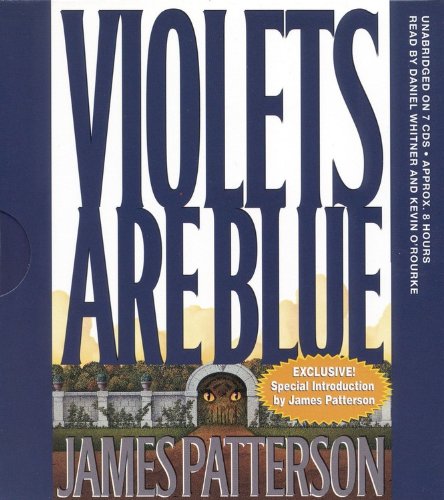 VIOLETS
ARE BLUE
EXCLUSIVE!
Special Introduction
by James Patterson
JAMES PATTERSON
UNABRIDGED ON 7 CDS • APPROX. 8 HOURS
READ BY DANIEL WHITNER AND KEVIN O'ROURKE